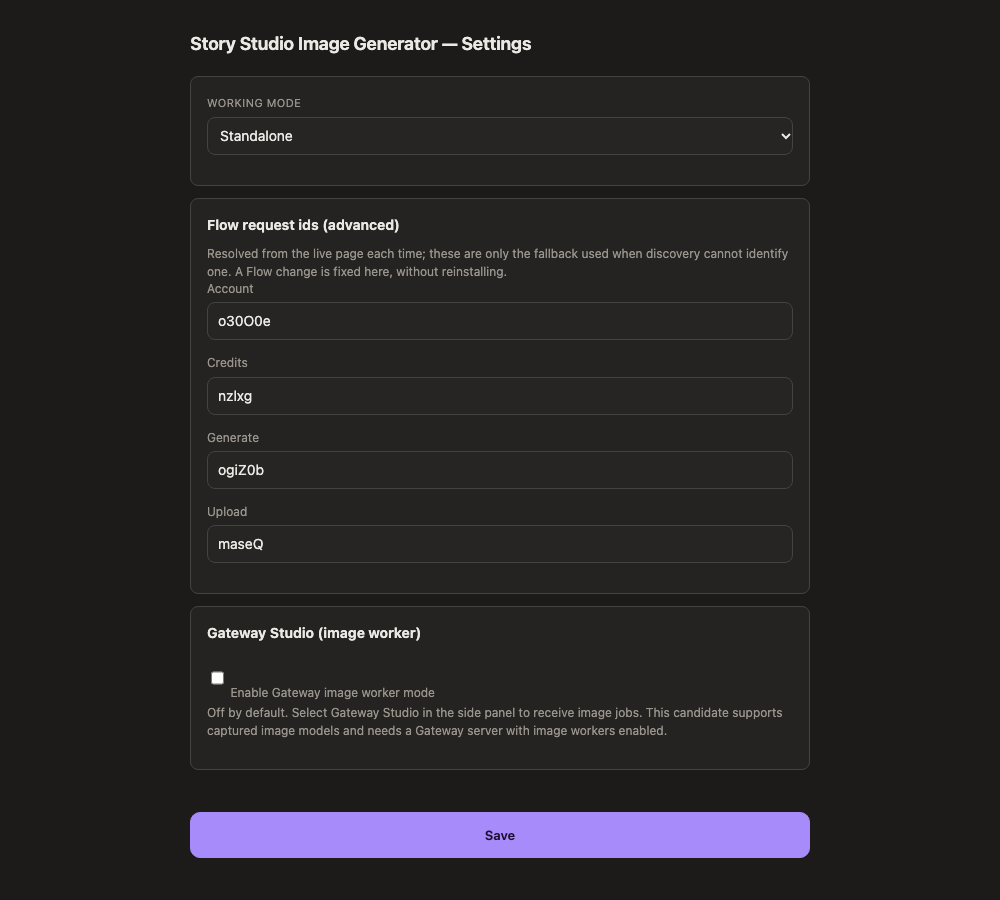 Story Studio Image Generator — Settings
WORKING MODE
Standalone
Flow request ids (advanced)
Resolved from the live page each time; these are only the fallback used when discovery cannot identify
one. A Flow change is fixed here, without reinstalling.
Account
o30O0e
Credits
nzlxg
Generate
ogiZ0b
Upload
maseQ
Gateway Studio (image worker)
Enable Gateway image worker mode
Off by default. Select Gateway Studio in the side panel to receive image jobs. This candidate supports
captured image models and needs a Gateway server with image workers enabled.
Save